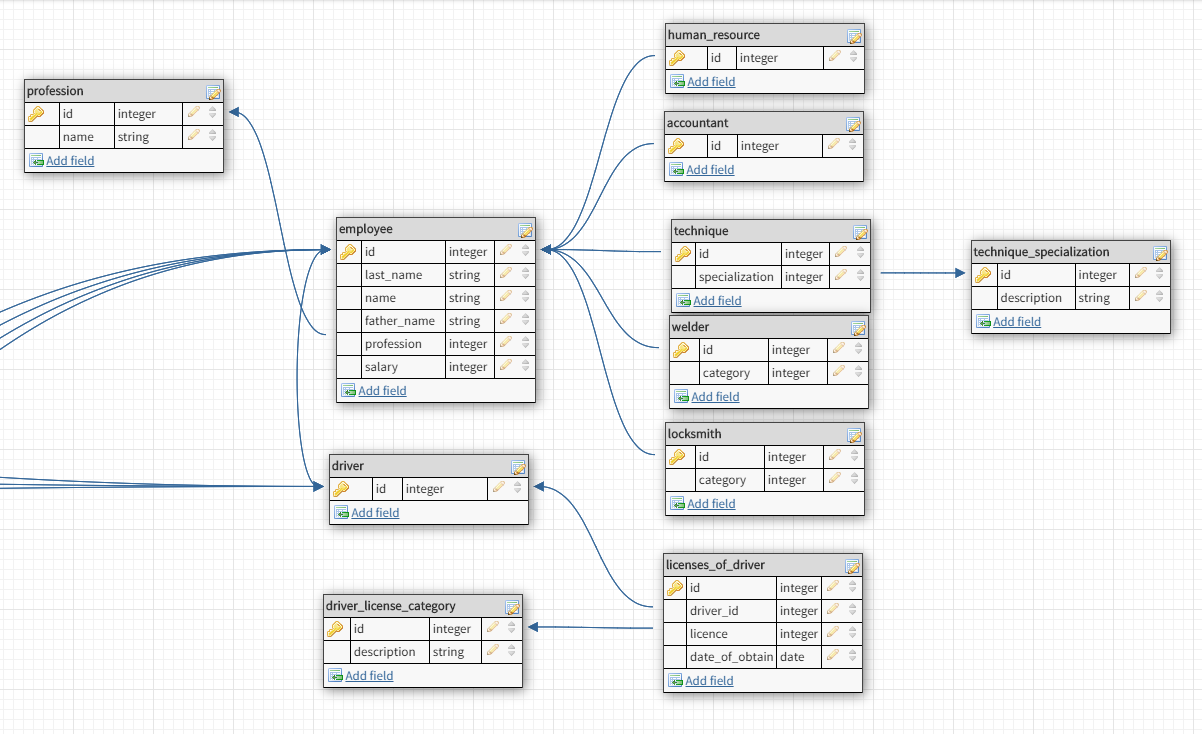 human_resource
id integer
Add field
profession
id integer
name string
Add field
accountant
id integer
Add field
employee
id integer
last_name string
name string
father_name string
profession integer
salary integer
Add field
technique
id integer
specialization integer
Add field
technique_specialization
id integer
description string
Add field
welder
id integer
category integer
Add field
locksmith
id integer
category integer
Add field
driver
id integer
Add field
licenses_of_driver
id integer
driver_id integer
licence integer
date_of_obtain date
Add field
driver_license_category
id integer
description string
Add field